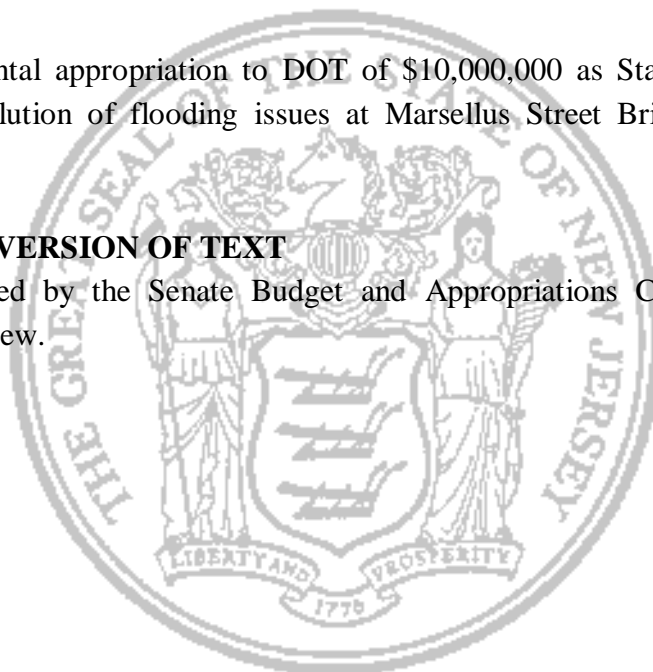 ntal appropriation to DOT of $10,000,000 as Sta
lution of flooding issues at Marsellus Street Bri
VERSION OF TEXT
ed by the Senate Budget and Appropriations C
ew.
THE GREAT SEAL OF THE STATE OF NEW JERSEY
LIBERTY AND PROSPERITY
1776